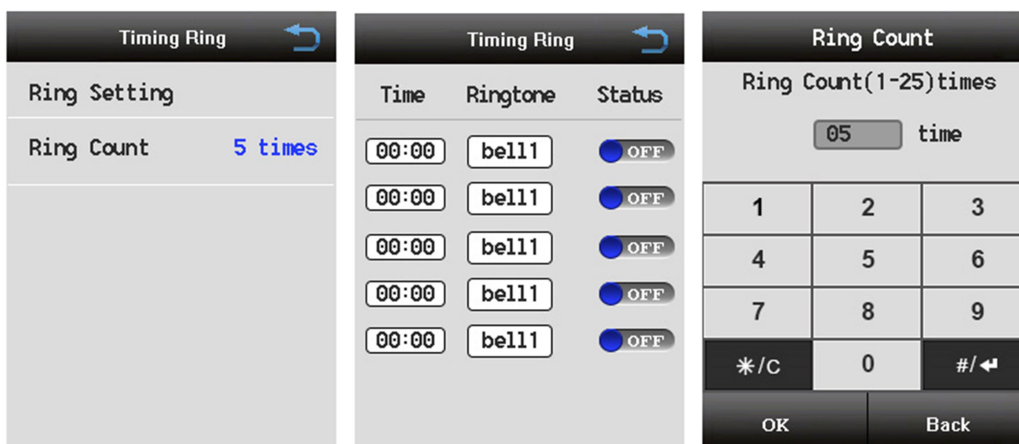 Timing Ring
Ring Setting
Ring Count 5 times
Timing Ring
Time Ringtone Status
00:00 bell1 OFF
00:00 bell1 OFF
00:00 bell1 OFF
00:00 bell1 OFF
00:00 bell1 OFF
Ring Count
Ring Count(1-25)times
05 time
1 2 3
4 5 6
7 8 9
*/C 0 #/↵
OK Back